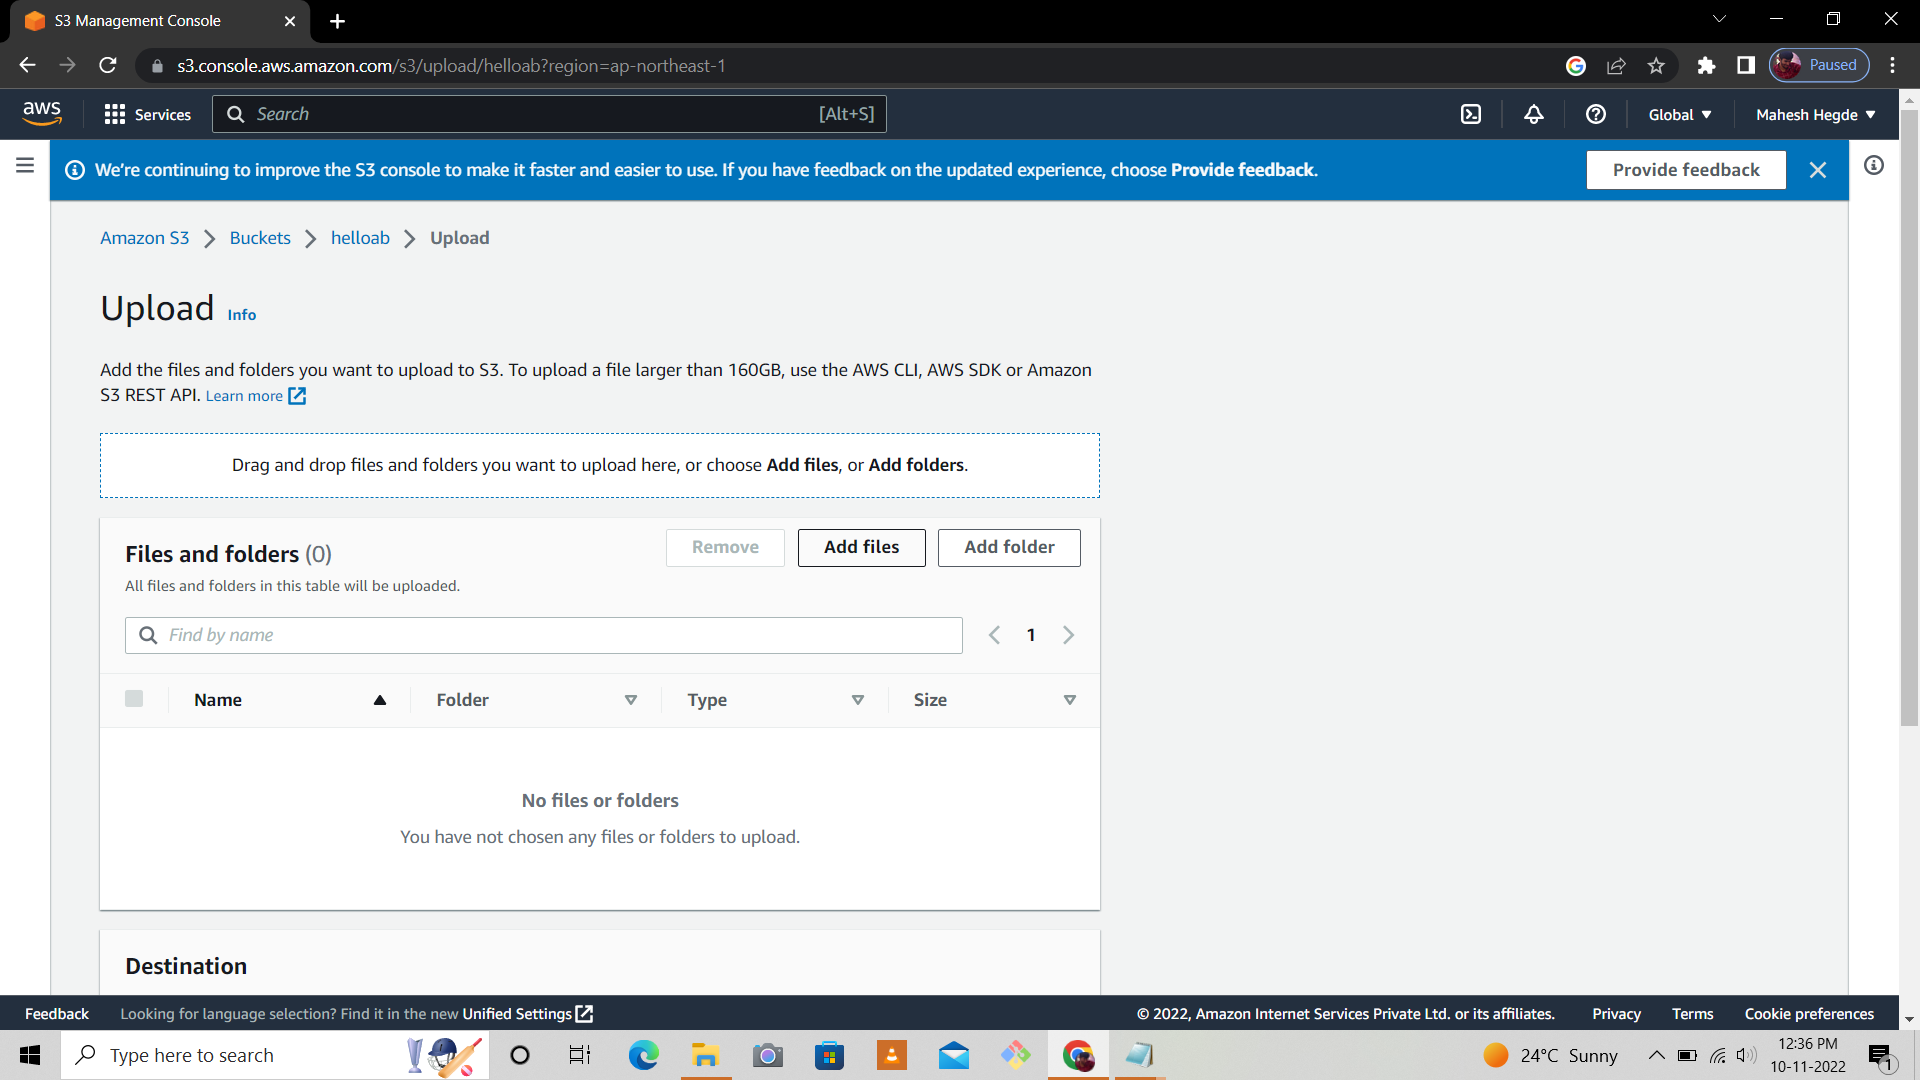 S3 Management Console
s3.console.aws.amazon.com/s3/upload/helloab?region=ap-northeast-1
Paused
aws
Services
Search
[Alt+S]
Global
Mahesh Hegde
We're continuing to improve the S3 console to make it faster and easier to use. If you have feedback on the updated experience, choose Provide feedback.
Provide feedback
Amazon S3 > Buckets > helloab > Upload
Upload Info
Add the files and folders you want to upload to S3. To upload a file larger than 160GB, use the AWS CLI, AWS SDK or Amazon
S3 REST API. Learn more
Drag and drop files and folders you want to upload here, or choose Add files, or Add folders.
Files and folders (0)
Remove
Add files
Add folder
All files and folders in this table will be uploaded.
Find by name
1
Name
Folder
Type
Size
No files or folders
You have not chosen any files or folders to upload.
Destination
Feedback
Looking for language selection? Find it in the new Unified Settings
© 2022, Amazon Internet Services Private Ltd. or its affiliates.
Privacy
Terms
Cookie preferences
Type here to search
24°C Sunny
12:36 PM
10-11-2022
1